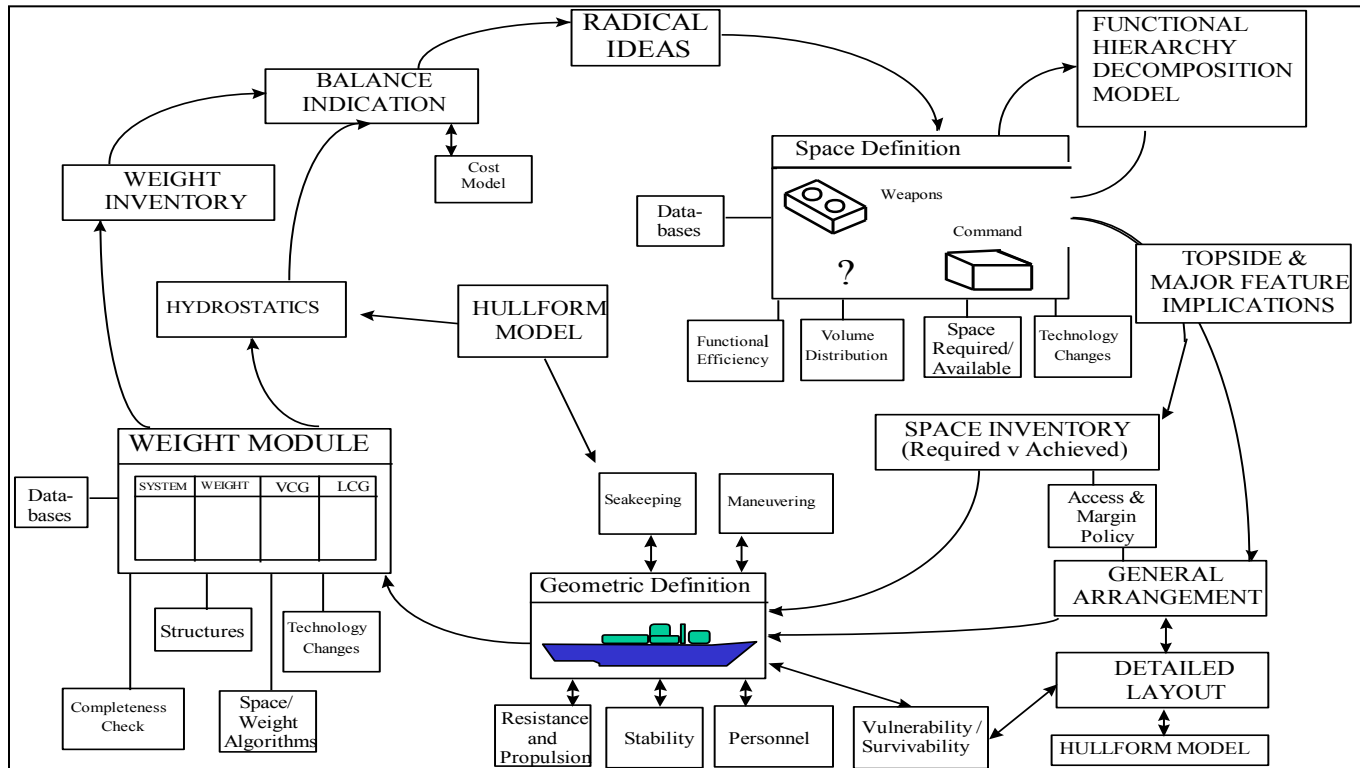 RADICAL
IDEAS
FUNCTIONAL
HIERARCHY
DECOMPOSITION
MODEL
BALANCE
INDICATION
Cost
Model
WEIGHT
INVENTORY
Space Definition
Weapons
Command
?
Data-
bases
TOPSIDE &
MAJOR FEATURE
IMPLICATIONS
HYDROSTATICS
HULLFORM
MODEL
Functional
Efficiency
Volume
Distribution
Space
Required/
Available
Technology
Changes
SPACE INVENTORY
(Required v Achieved)
Access &
Margin
Policy
WEIGHT MODULE
SYSTEM
WEIGHT
VCG
LCG
Data-
bases
Seakeeping
Maneuvering
Geometric Definition
GENERAL
ARRANGEMENT
Structures
Technology
Changes
Completeness
Check
Space/
Weight
Algorithms
Resistance
and
Propulsion
Stability
Personnel
Vulnerability /
Survivability
DETAILED
LAYOUT
HULLFORM MODEL